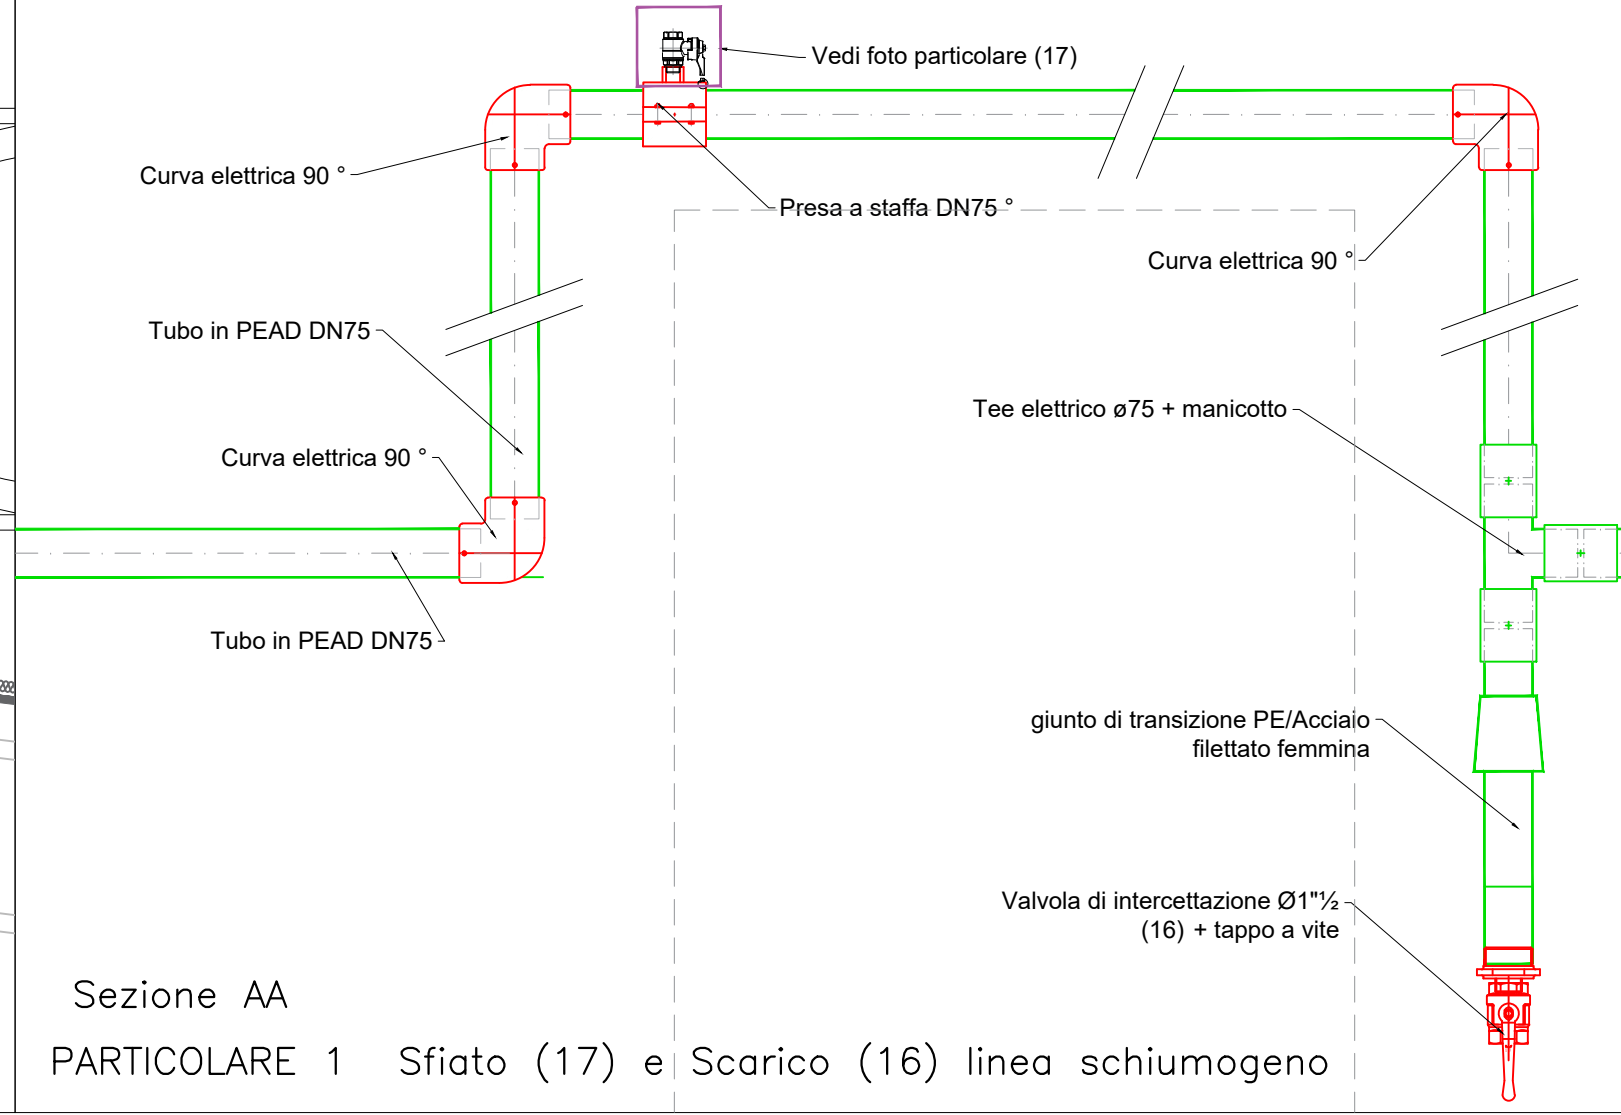 Vedi foto particolare (17)
Curva elettrica 90 °
Presa a staffa DN75 °
Curva elettrica 90 °
Tubo in PEAD DN75
Tee elettrico ø75 + manicotto
Curva elettrica 90 °
Tubo in PEAD DN75
giunto di transizione PE/Acciaio
filettato femmina
Valvola di intercettazione Ø1"½
(16) + tappo a vite
Sezione AA
PARTICOLARE 1 Sfiato (17) e Scarico (16) linea schiumogeno